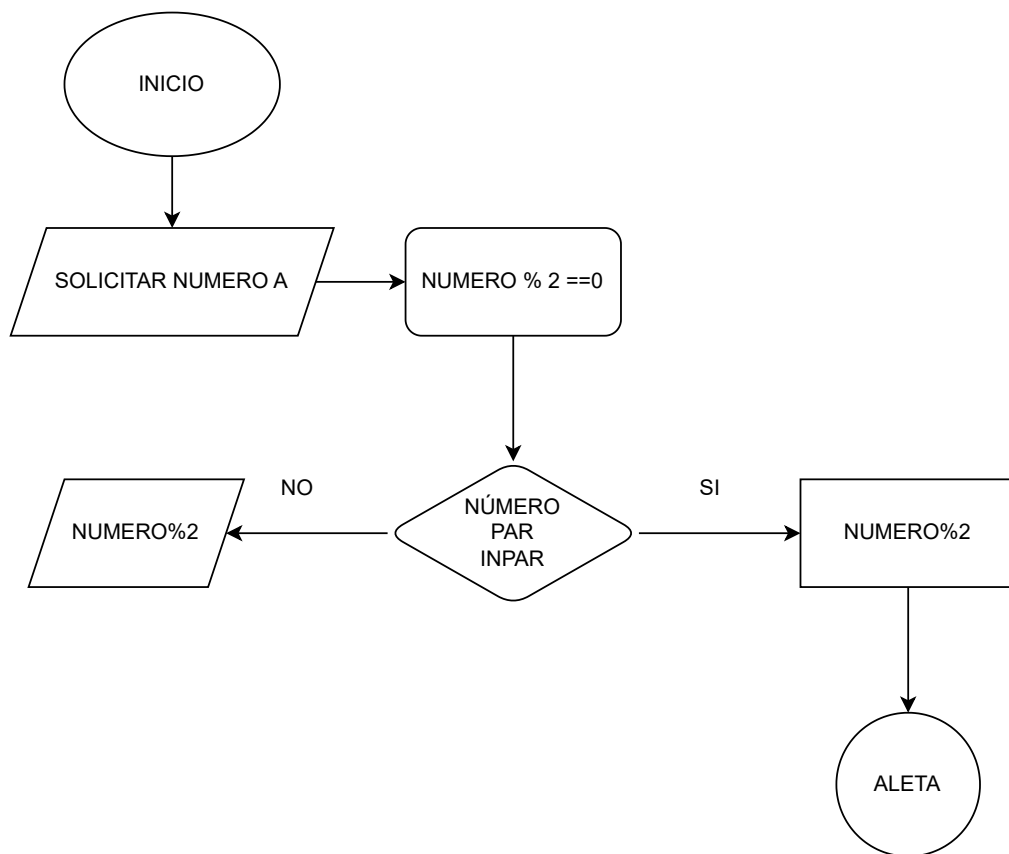 INICIO
SOLICITAR NUMERO A
NUMERO % 2 ==0
NO
SI
NUMERO%2
NÚMERO
PAR
INPAR
NUMERO%2
ALETA